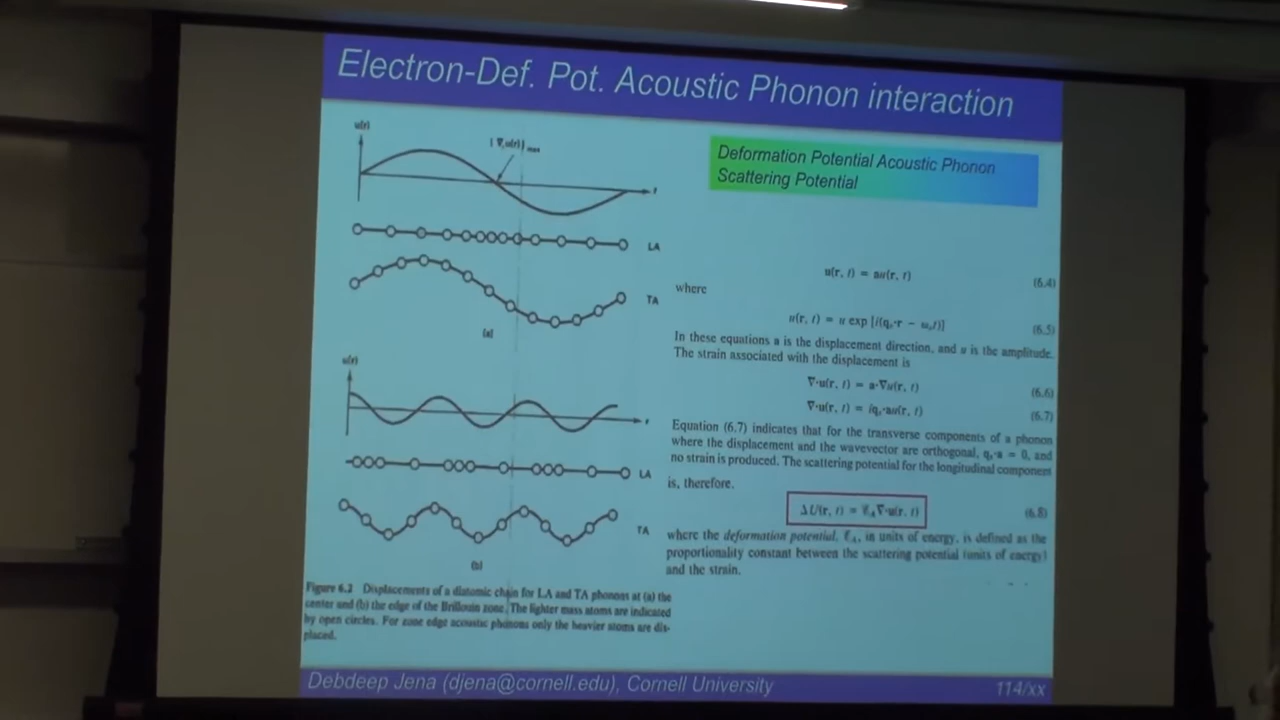 Electron-Def. Pot. Acoustic Phonon interaction
u(r)
| ∇·u(r) | max
r
LA
TA
(a)
u(r)
r
LA
TA
(b)
Figure 6.2 Displacements of a diatomic chain for LA and TA phonons at (a) the
center and (b) the edge of the Brillouin zone. The lighter mass atoms are indicated
by open circles. For zone edge acoustic phonons only the heavier atoms are dis-
placed.
Deformation Potential Acoustic Phonon
Scattering Potential
u(r, t) = au(r, t) (6.4)
where
u(r, t) = u exp [i(qs·r − ωst)] (6.5)
In these equations a is the displacement direction, and u is the amplitude.
The strain associated with the displacement is
∇·u(r, t) = a·∇u(r, t) (6.6)
∇·u(r, t) = iqs·au(r, t) (6.7)
Equation (6.7) indicates that for the transverse components of a phonon
where the displacement and the wavevector are orthogonal, qs·a = 0, and
no strain is produced. The scattering potential for the longitudinal component
is, therefore,
ΔU(r, t) = ℰA∇·u(r, t) (6.8)
where the deformation potential, ℰA, in units of energy, is defined as the
proportionality constant between the scattering potential (units of energy)
and the strain.
Debdeep Jena (djena@cornell.edu), Cornell University
114/xx